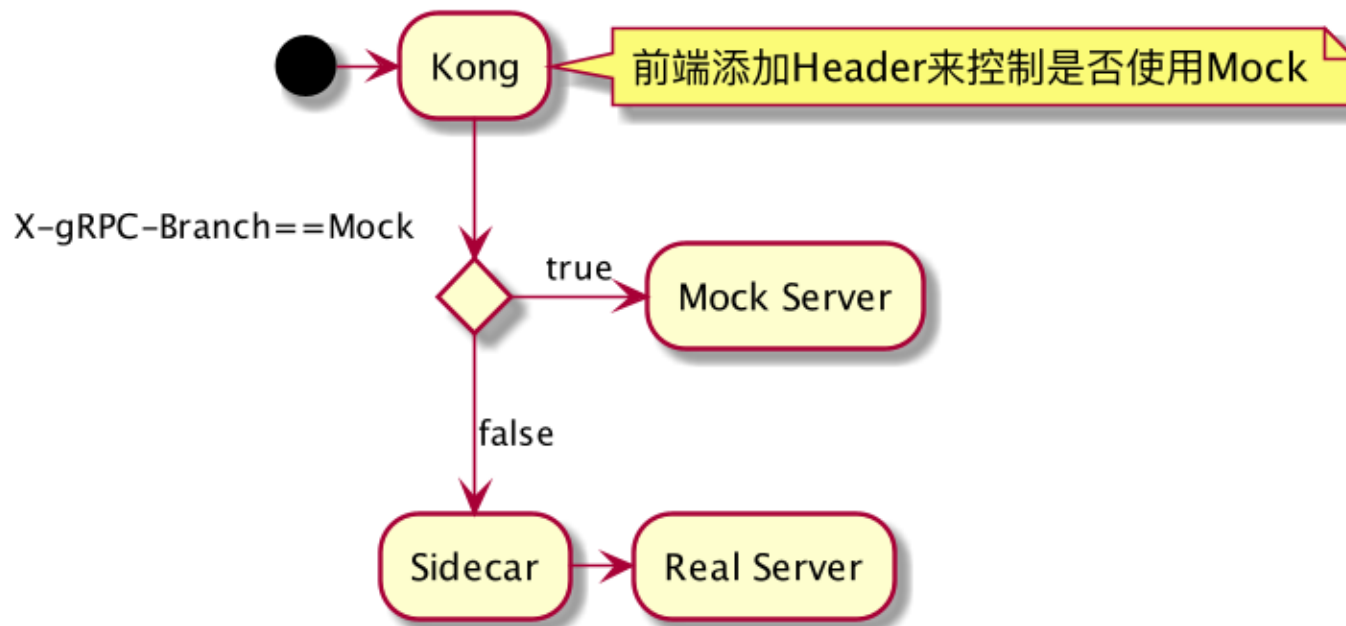 Kong
前端添加Header来控制是否使用Mock
X-gRPC-Branch==Mock
true
Mock Server
false
Sidecar
Real Server